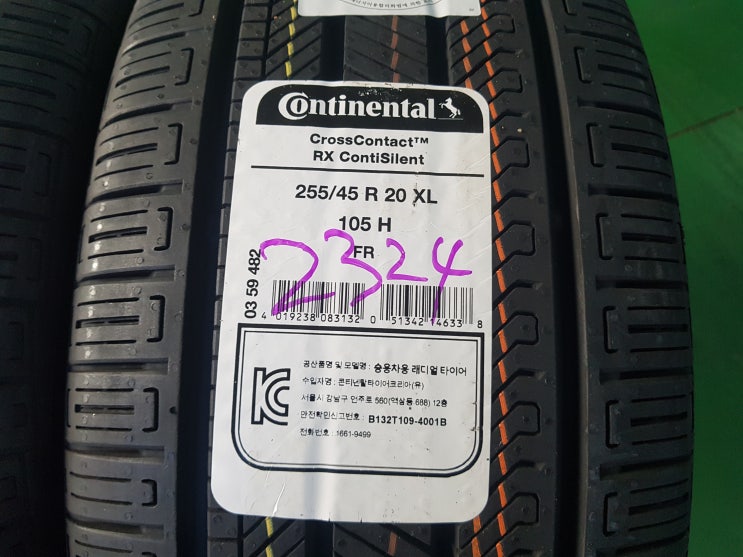 Continental
CrossContact™
RX ContiSilent
255/45 R 20 XL
105 H
FR
2324
03 59 482
4 019238 083132 0 51342 14633 8
공산품명 및 모델명 : 승용차용 래디얼 타이어
수입자명 : 콘티넨탈타이어코리아(유)
서울시 강남구 언주로 560(역삼동 688) 12층
안전확인신고번호 : B132T109-4001B
전화번호 : 1661-9499